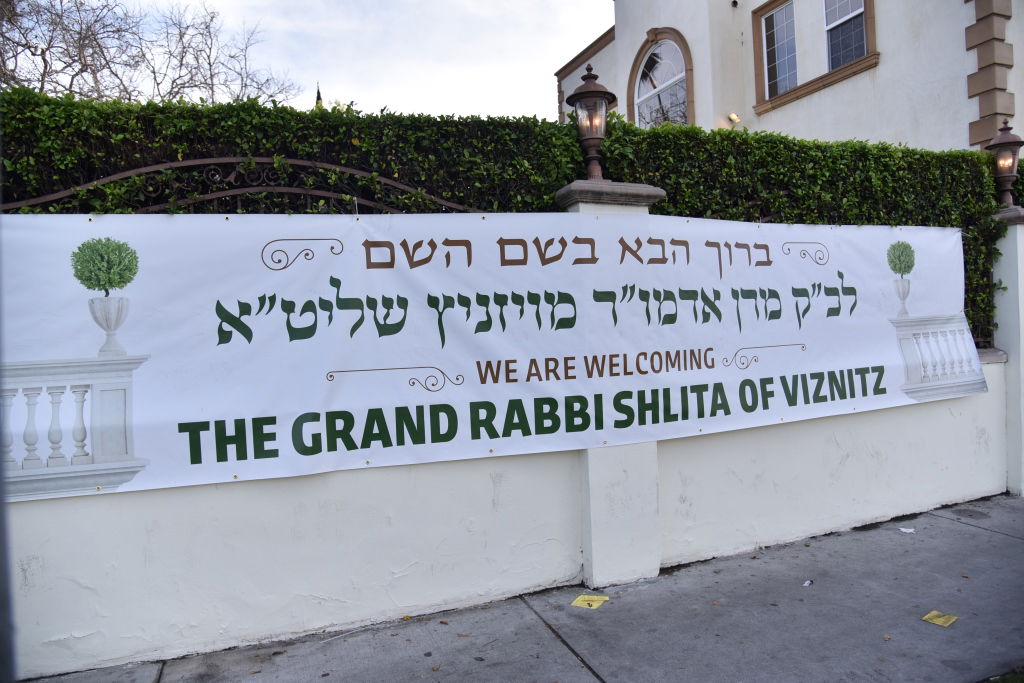 ברוך הבא בשם השם
לכ"ק מרן אדמו"ר מויזניץ שליט"א
WE ARE WELCOMING
THE GRAND RABBI SHLITA OF VIZNITZ